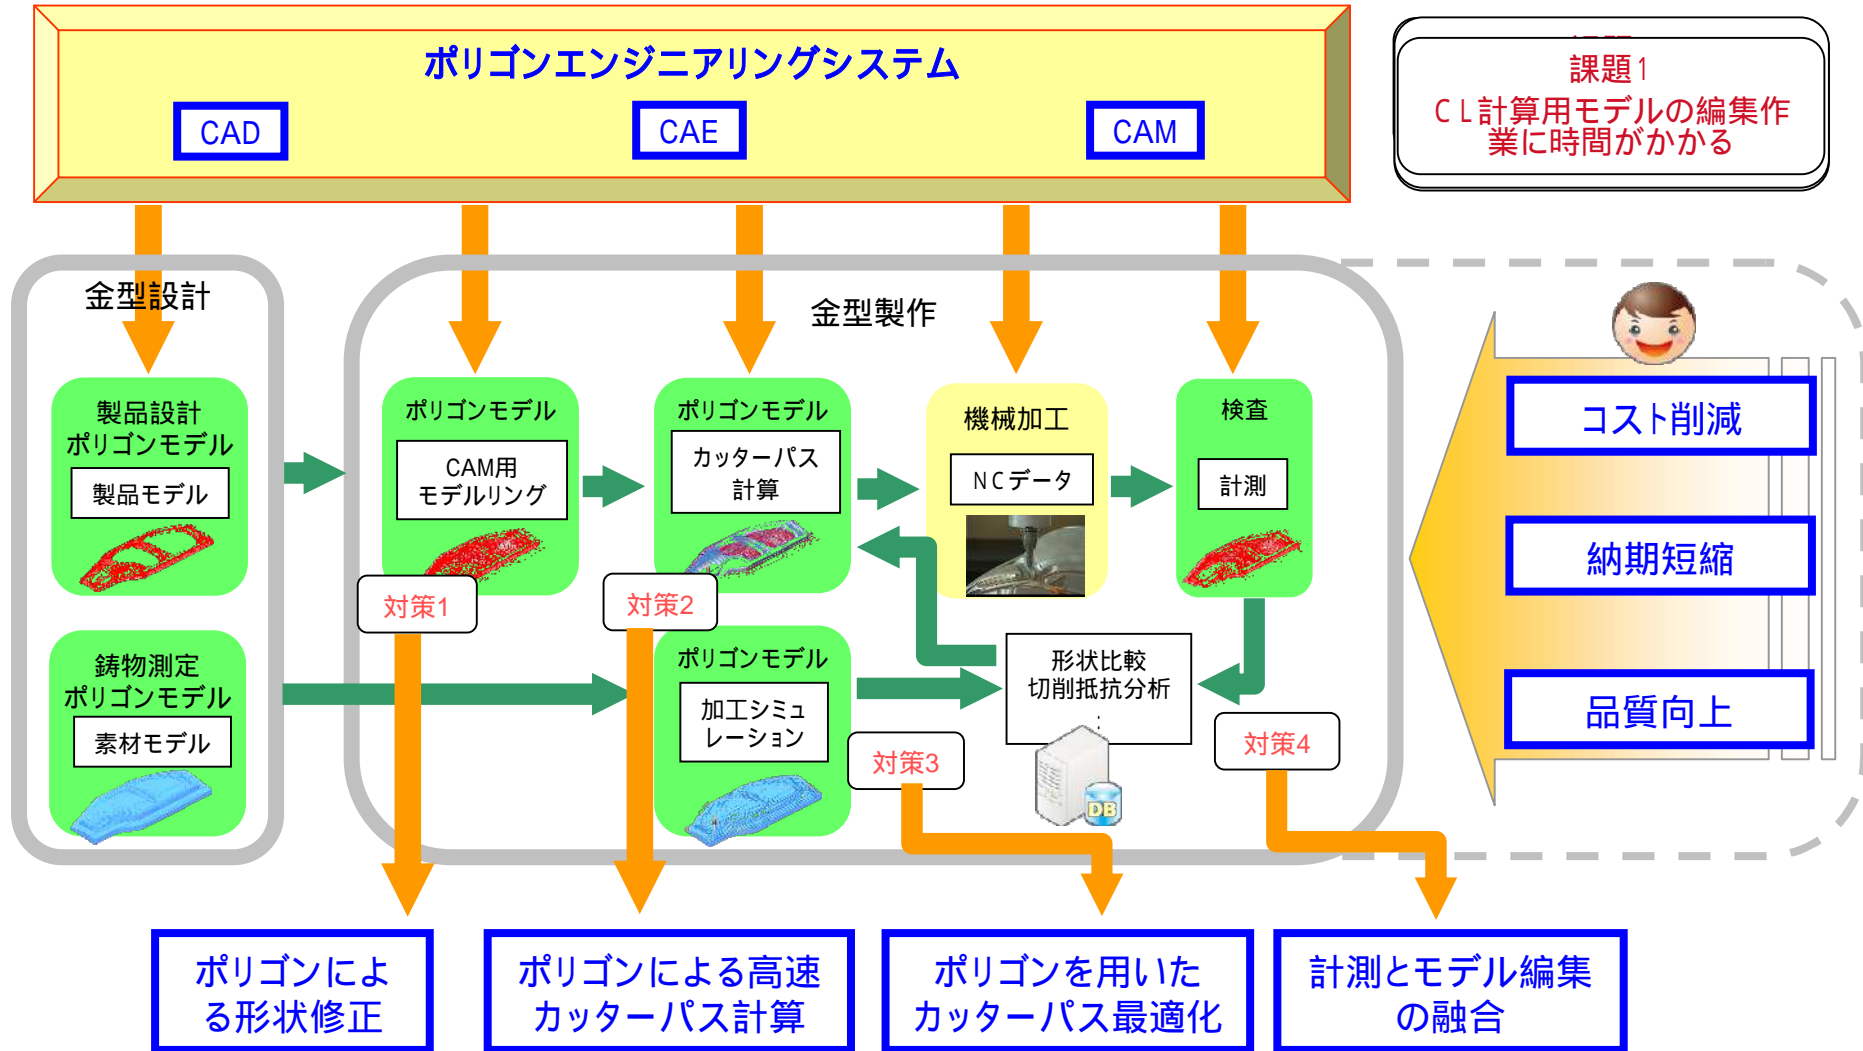 ポリゴンエンジニアリングシステム
CAD
CAE
CAM
課題1
CL計算用モデルの編集作
業に時間がかかる
金型設計
金型製作
製品設計
ポリゴンモデル
製品モデル
鋳物測定
ポリゴンモデル
素材モデル
ポリゴンモデル
CAM用
モデルリング
対策1
ポリゴンモデル
カッターパス
計算
対策2
ポリゴンモデル
加工シミュ
レーション
対策3
機械加工
NCデータ
形状比較
切削抵抗分析
:
DB
検査
計測
対策4
コスト削減
納期短縮
品質向上
ポリゴンによ
る形状修正
ポリゴンによる高速
カッターパス計算
ポリゴンを用いた
カッターパス最適化
計測とモデル編集
の融合